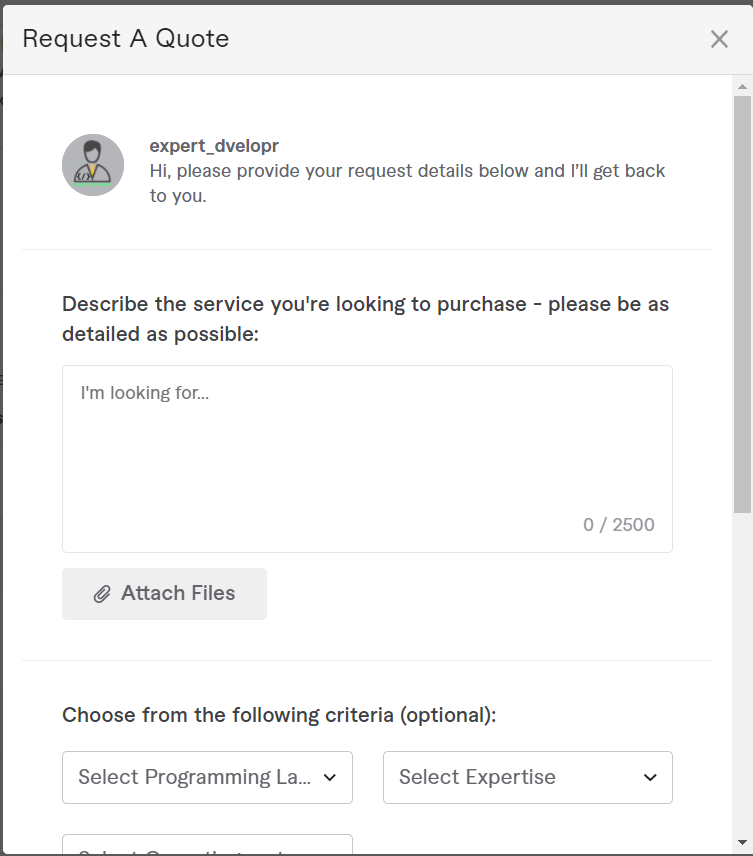 Request A Quote
expert_dvelopr
Hi, please provide your request details below and I'll get back
to you.
Describe the service you're looking to purchase - please be as
detailed as possible:
I'm looking for...
0 / 2500
Attach Files
Choose from the following criteria (optional):
Select Programming La...
Select Expertise